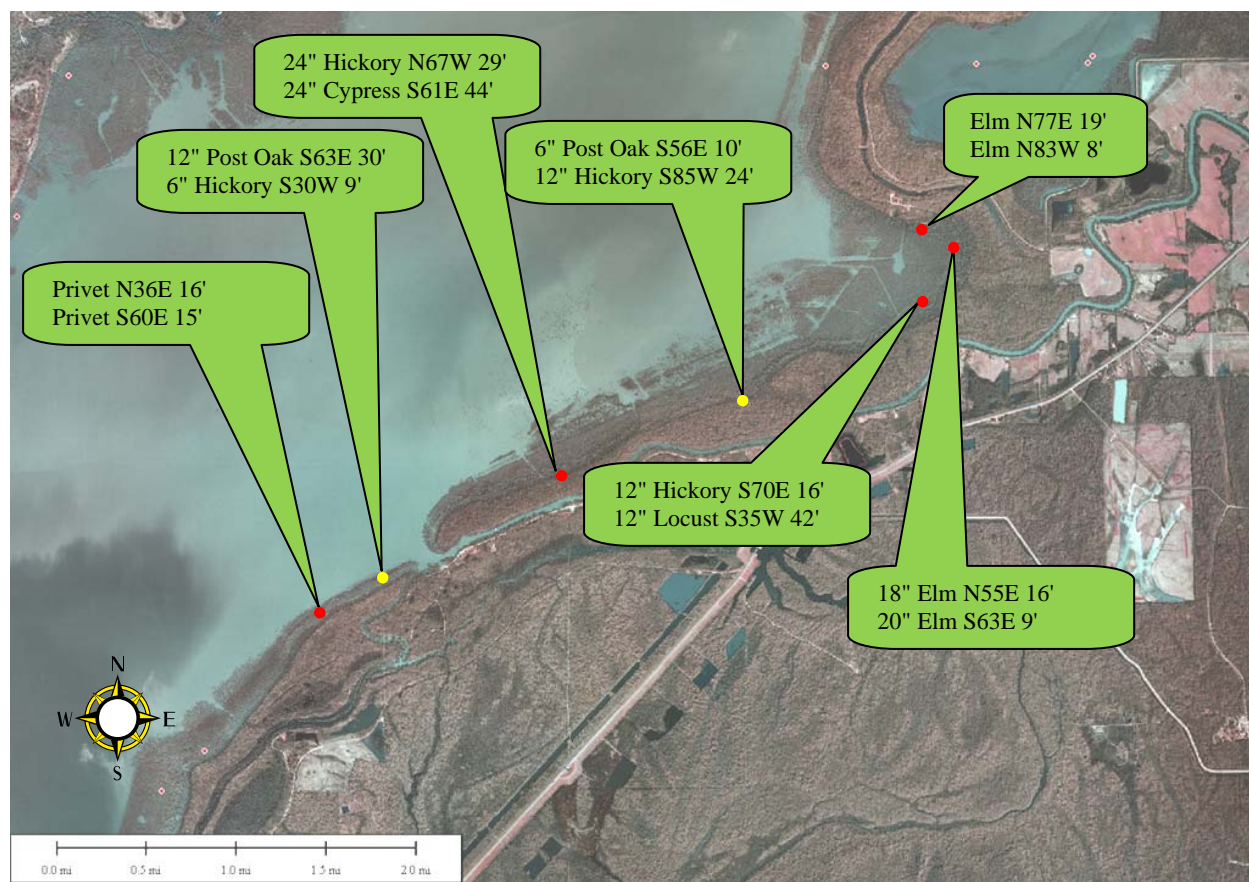 24" Hickory N67W 29'
24" Cypress S61E 44'
12" Post Oak S63E 30'
6" Hickory S30W 9'
6" Post Oak S56E 10'
12" Hickory S85W 24'
Elm N77E 19'
Elm N83W 8'
Privet N36E 16'
Privet S60E 15'
12" Hickory S70E 16'
12" Locust S35W 42'
18" Elm N55E 16'
20" Elm S63E 9'
N
W E
S
0.0 mi 0.5 mi 1.0 mi 1.5 mi 2.0 mi